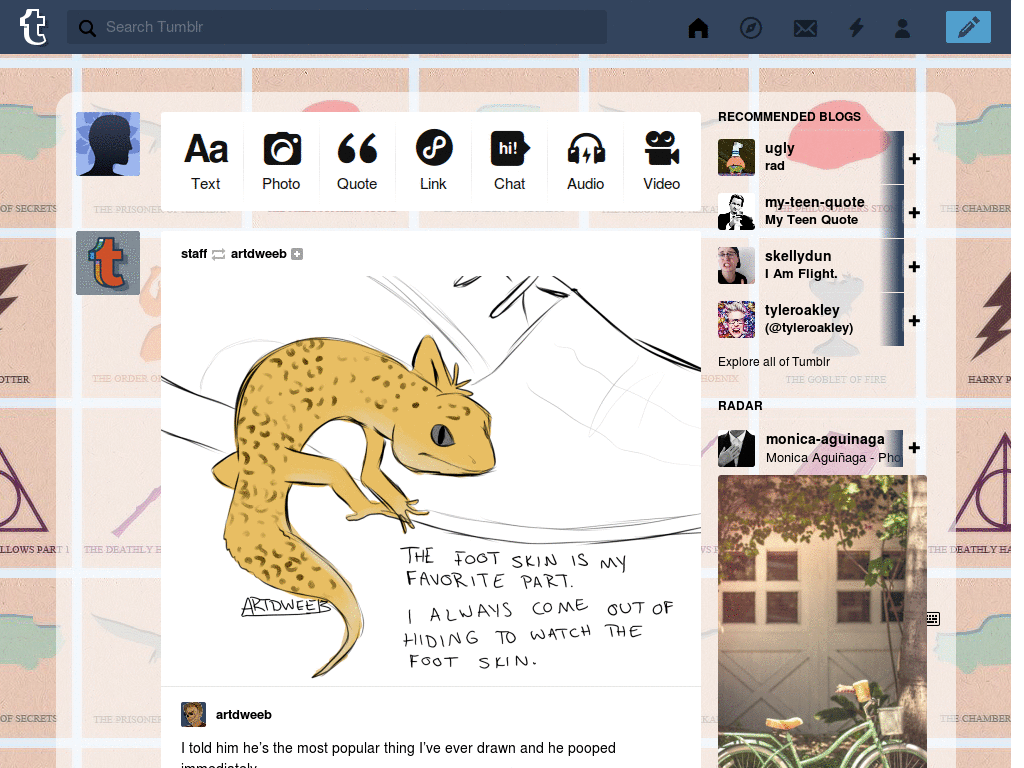 Search Tumblr
Aa
hi!
Text
Photo
Quote
Link
Chat
Audio
Video
staff artdweeb
THE FOOT SKIN IS MY
FAVORITE PART.
I ALWAYS COME OUT OF
HIDING TO WATCH THE
FOOT SKIN.
ARTDWEEB
artdweeb
I told him he's the most popular thing I've ever drawn and he pooped
immediately
RECOMMENDED BLOGS
ugly
rad
my-teen-quote
My Teen Quote
skellydun
I Am Flight.
tyleroakley
(@tyleroakley)
Explore all of Tumblr
RADAR
monica-aguinaga
Monica Aguiñaga - Pho
OF SECRETS
THE PRISONER OF
THE PHILOSOPHERS STON
THE CHAMBER
OTTER
THE ORDER OF
HOENIX
THE GOBLET OF FIRE
HARRY P
LLOWS PART 1
THE DEATHLY H
THE DEATHLY HA
OF SECRETS
THE PRISONE
THE CHAMBER